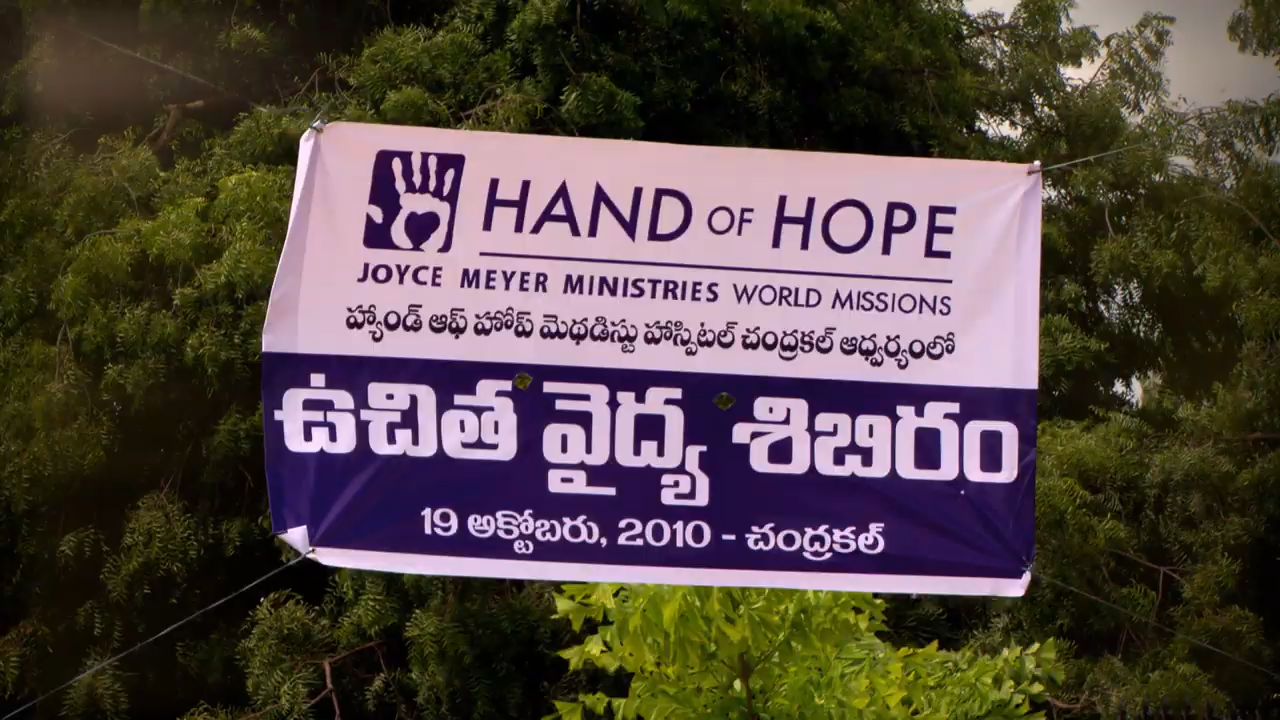 HAND OF HOPE
JOYCE MEYER MINISTRIES WORLD MISSIONS
హ్యాండ్ ఆఫ్ హోప్ మెథడిస్టు హాస్పిటల్ చంద్రకల్ ఆధ్వర్యంలో
ఉచిత వైద్య శిబిరం
19 అక్టోబరు, 2010 - చంద్రకల్